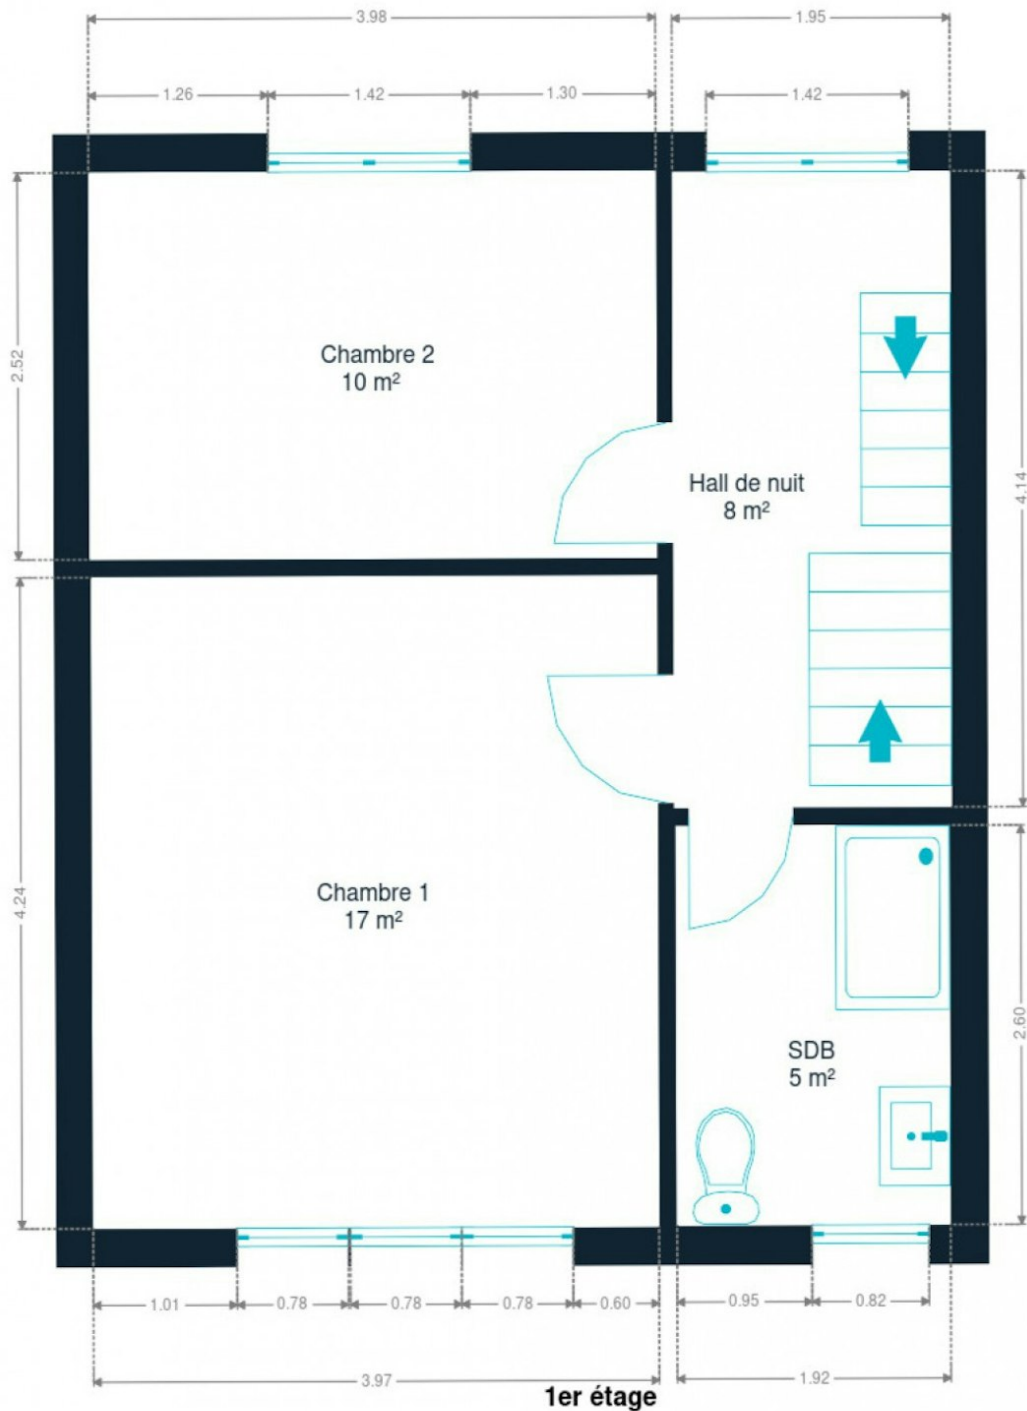 3.98
1.95
1.26
1.42
1.30
1.42
2.52
Chambre 2
10 m²
4.14
Hall de nuit
8 m²
4.24
Chambre 1
17 m²
2.60
SDB
5 m²
1.01
0.78
0.78
0.78
0.60
0.95
0.82
3.97
1.92
1er étage